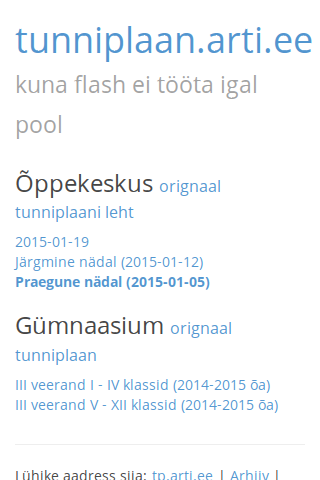 tunniplaan.arti.ee
kuna flash ei tööta igal
pool
Õppekeskus orignaal
tunniplaani leht
2015-01-19
Järgmine nädal (2015-01-12)
Praegune nädal (2015-01-05)
Gümnaasium orignaal
tunniplaan
III veerand I - IV klassid (2014-2015 õa)
III veerand V - XII klassid (2014-2015 õa)
Lühike aadress siia: tp.arti.ee | Arhiiv |